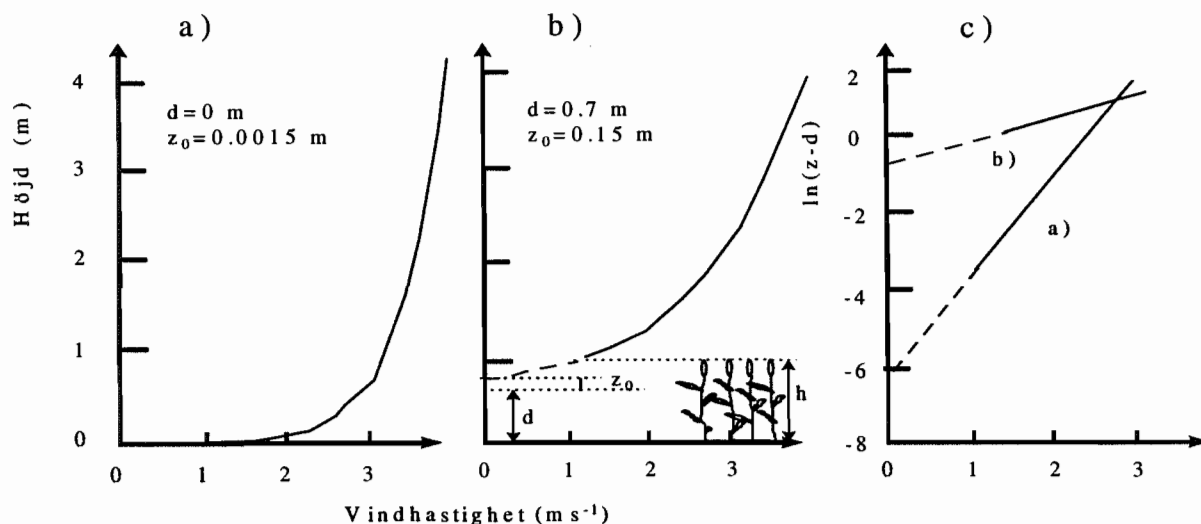 a)
b)
c)
Höjd (m)
4
3
2
1
0
d=0 m
z₀=0.0015 m
0 1 2 3
d=0.7 m
z₀=0.15 m
z₀
d
h
0 1 2 3
ln(z-d)
2
0
-2
-4
-6
-8
b)
a)
0 1 2 3
Vindhastighet (ms⁻¹)